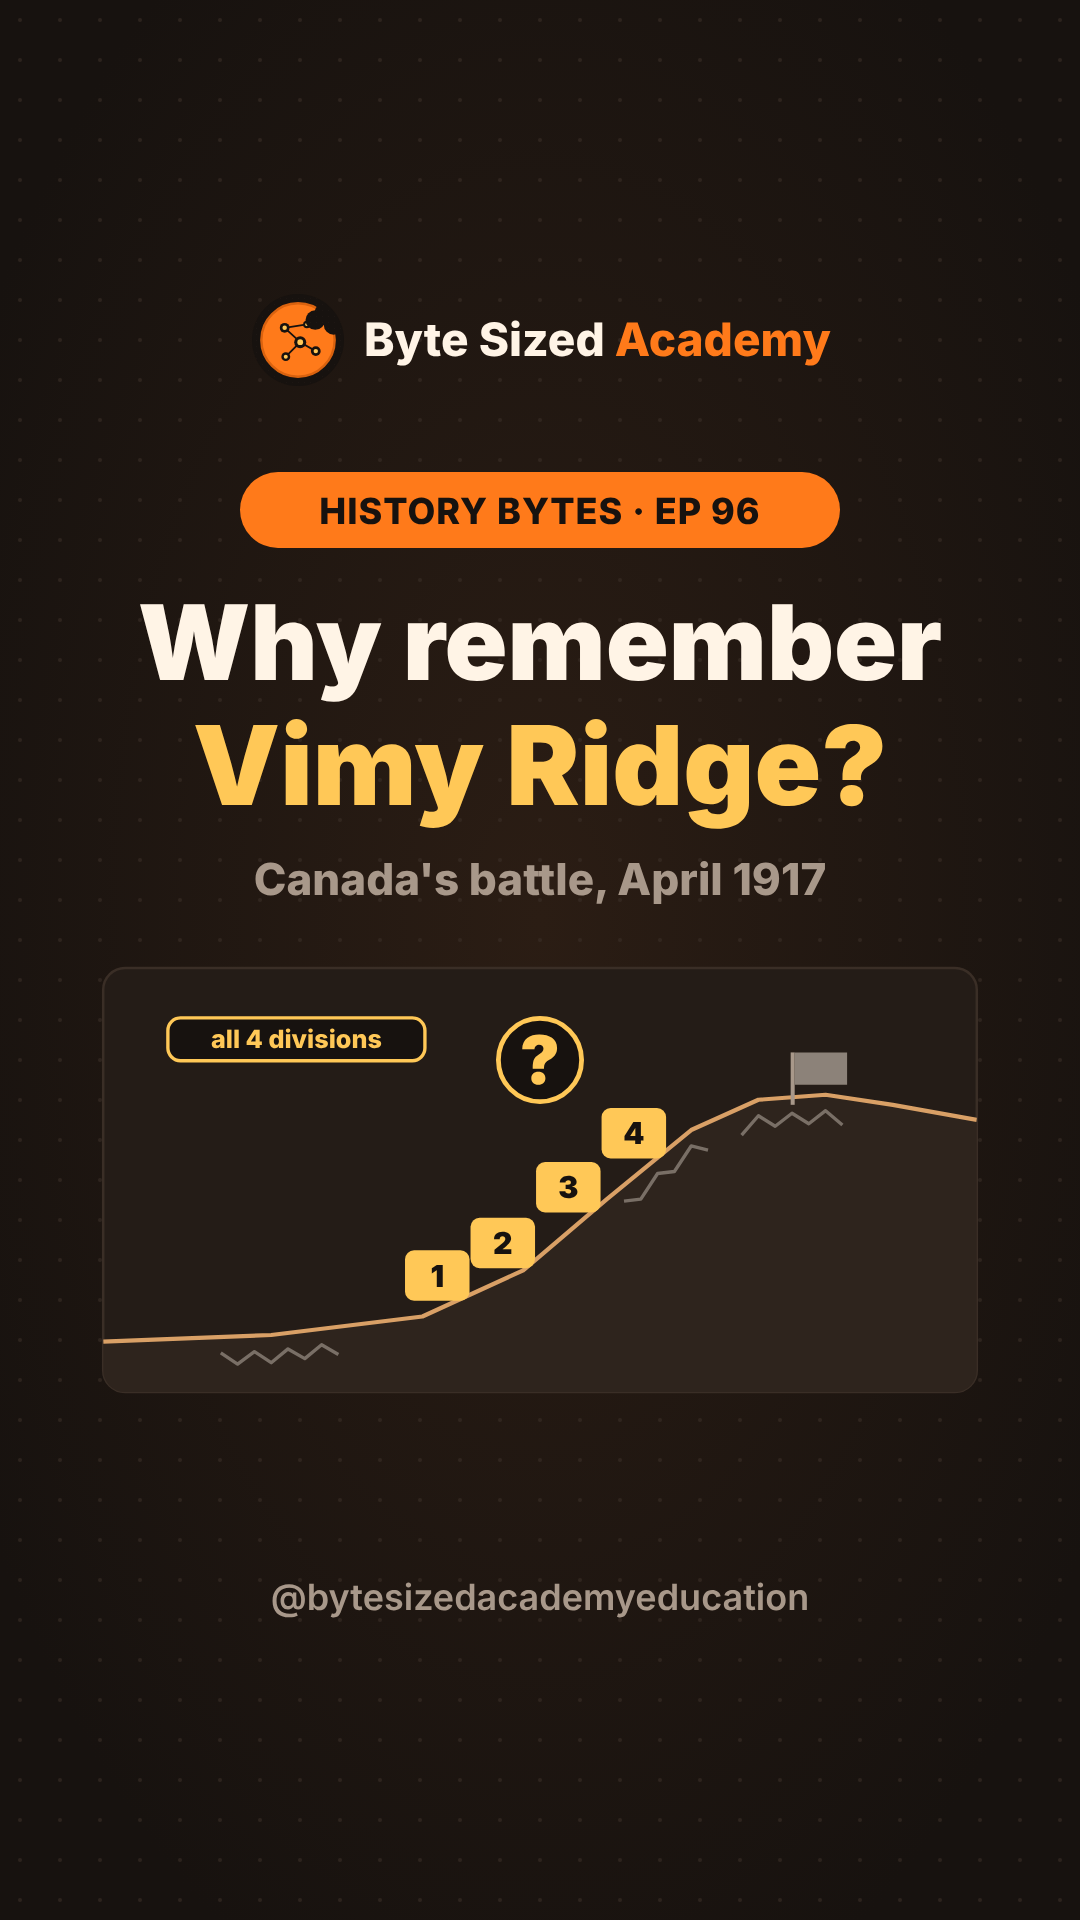 Byte Sized Academy
HISTORY BYTES · EP 96
Why remember
Vimy Ridge?
Canada's battle, April 1917
all 4 divisions
?
4
3
2
1
@bytesizedacademyeducation